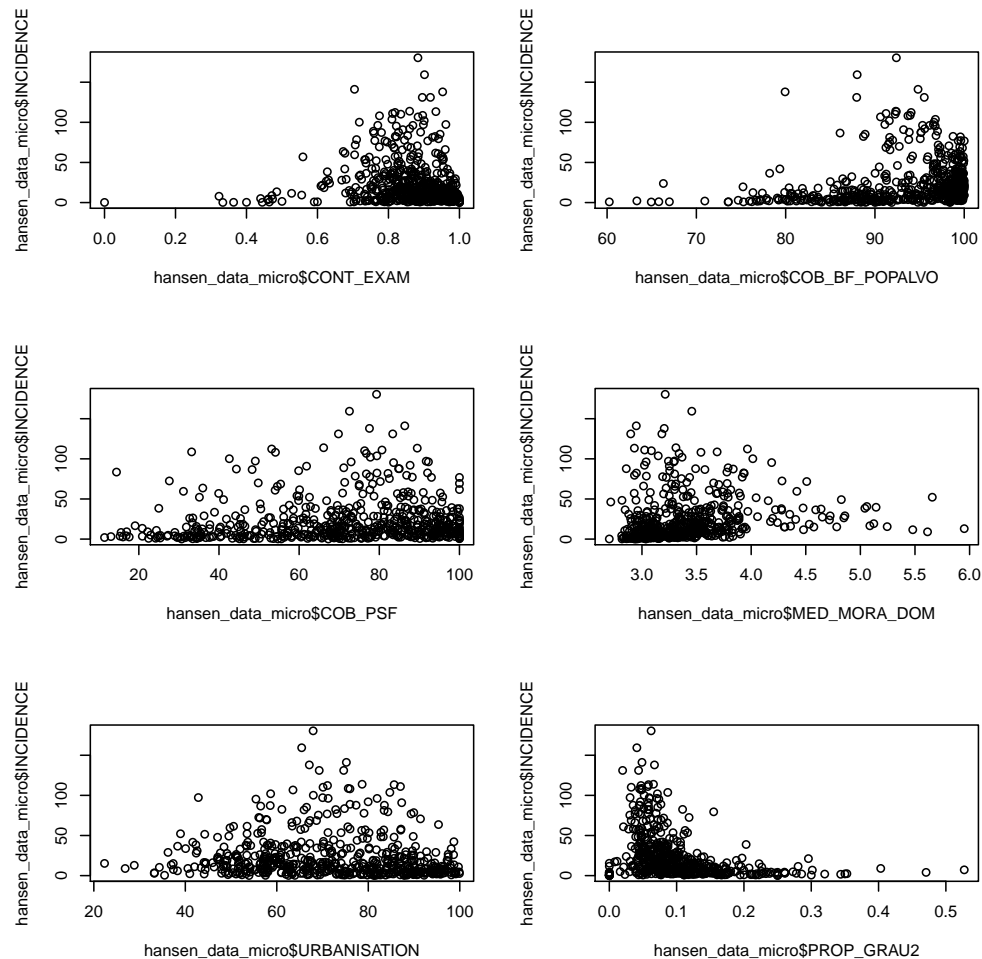 hansen_data_micro$INCIDENCE
0 50 100
0.0 0.2 0.4 0.6 0.8 1.0
hansen_data_micro$CONT_EXAM
hansen_data_micro$INCIDENCE
0 50 100
60 70 80 90 100
hansen_data_micro$COB_BF_POPALVO
hansen_data_micro$INCIDENCE
0 50 100
20 40 60 80 100
hansen_data_micro$COB_PSF
hansen_data_micro$INCIDENCE
0 50 100
3.0 3.5 4.0 4.5 5.0 5.5 6.0
hansen_data_micro$MED_MORA_DOM
hansen_data_micro$INCIDENCE
0 50 100
20 40 60 80 100
hansen_data_micro$URBANISATION
hansen_data_micro$INCIDENCE
0 50 100
0.0 0.1 0.2 0.3 0.4 0.5
hansen_data_micro$PROP_GRAU2